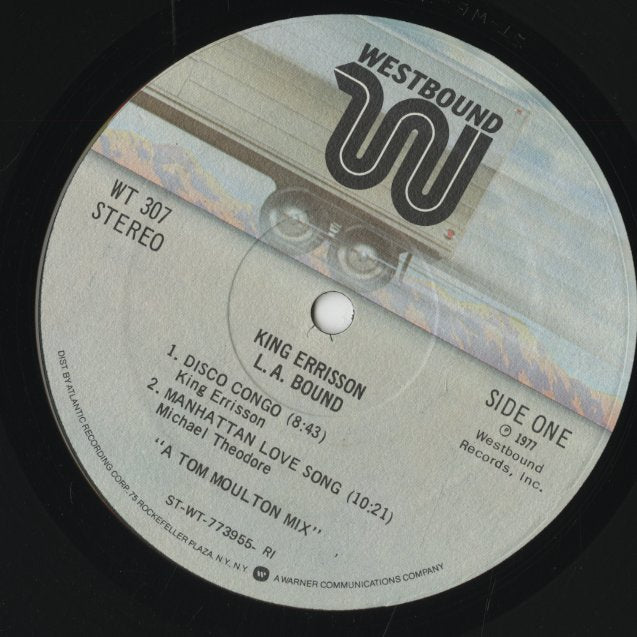 WESTBOUND
WT 307
STEREO
KING ERRISSON
L.A. BOUND
SIDE ONE
Ⓟ 1977
Westbound
Records, Inc.
1. DISCO CONGO (8:43)
King Errisson
2. MANHATTAN LOVE SONG (10:21)
Michael Theodore
"A TOM MOULTON MIX"
ST-WT-773955- RI
DIST. BY ATLANTIC RECORDING CORP. 75 ROCKEFELLER PLAZA, N.Y., N.Y. W A WARNER COMMUNICATIONS COMPANY